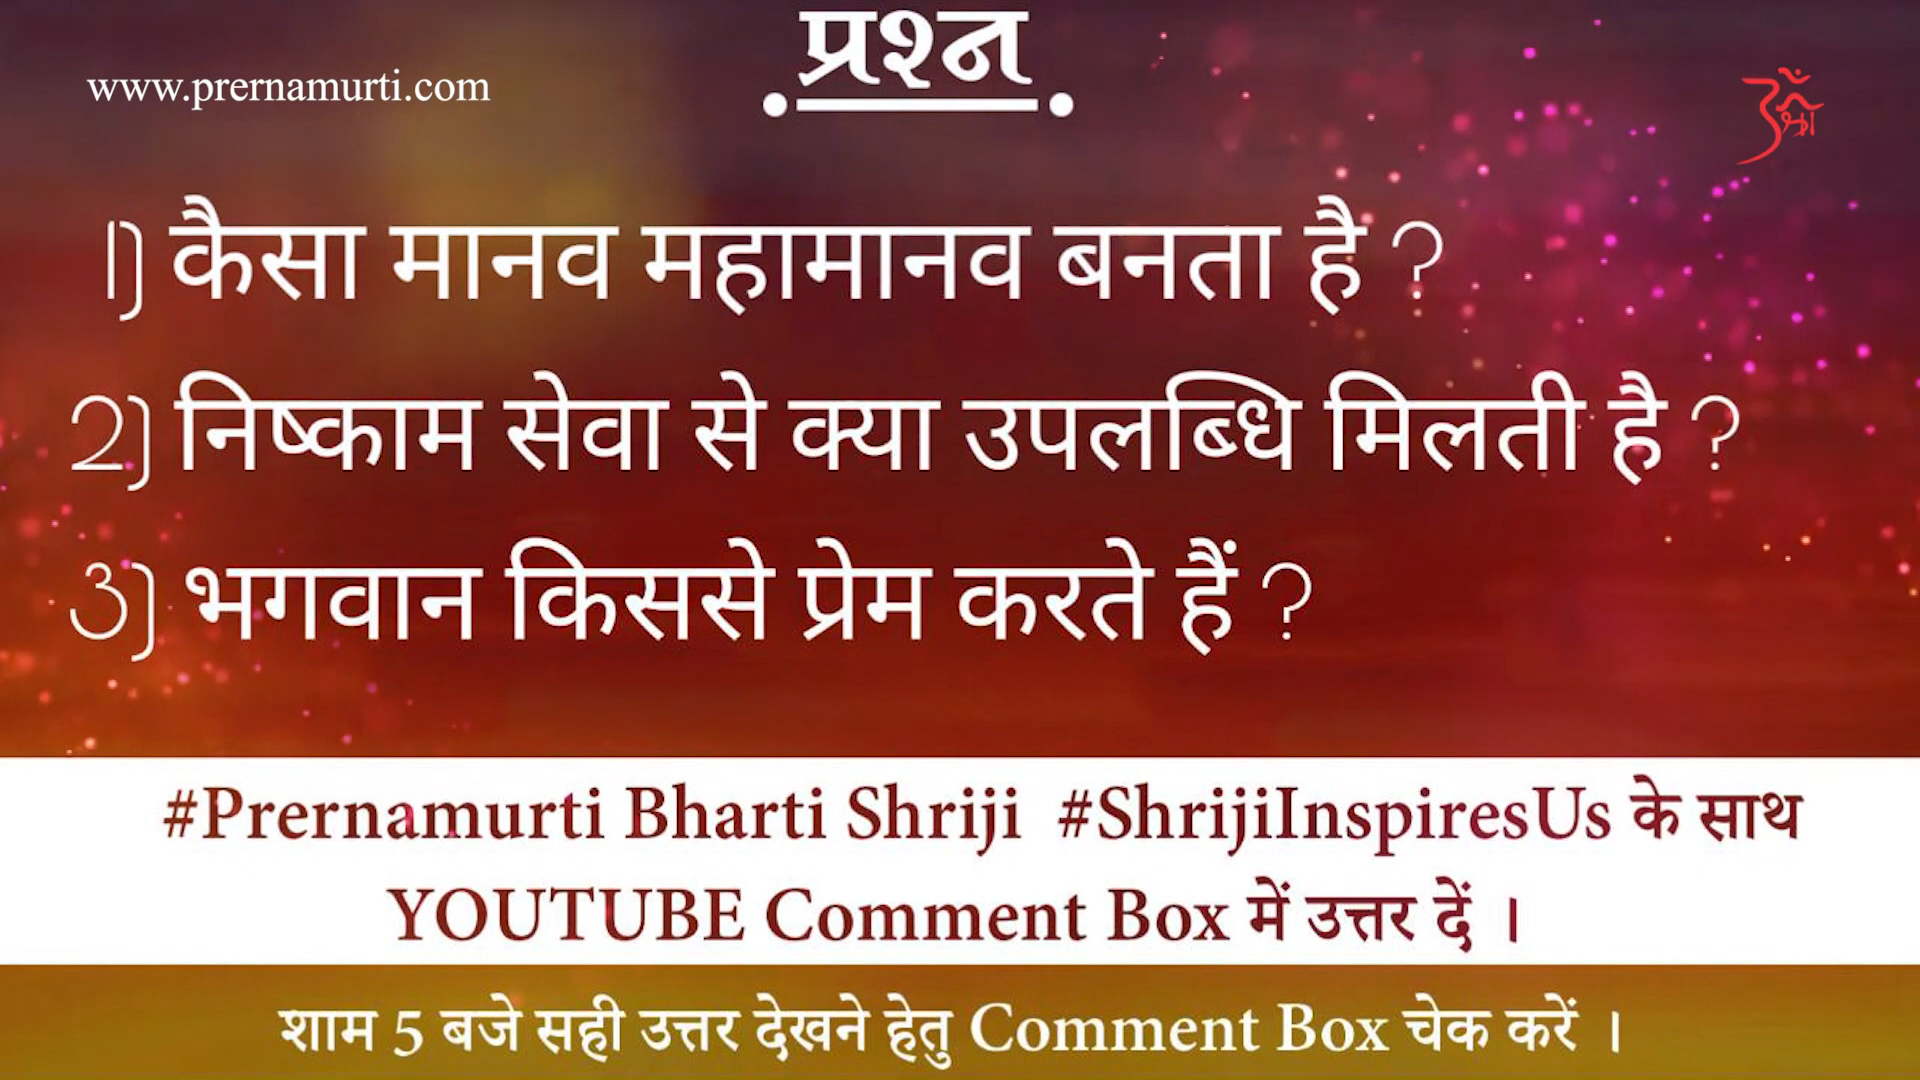 प्रश्न
www.prernamurti.com
1) कैसा मानव महामानव बनता है ?
2) निष्काम सेवा से क्या उपलब्धि मिलती है ?
3) भगवान किससे प्रेम करते हैं ?
#Prernamurti Bharti Shriji #ShrijiInspiresUs के साथ
YOUTUBE Comment Box में उत्तर दें ।
शाम 5 बजे सही उत्तर देखने हेतु Comment Box चेक करें ।